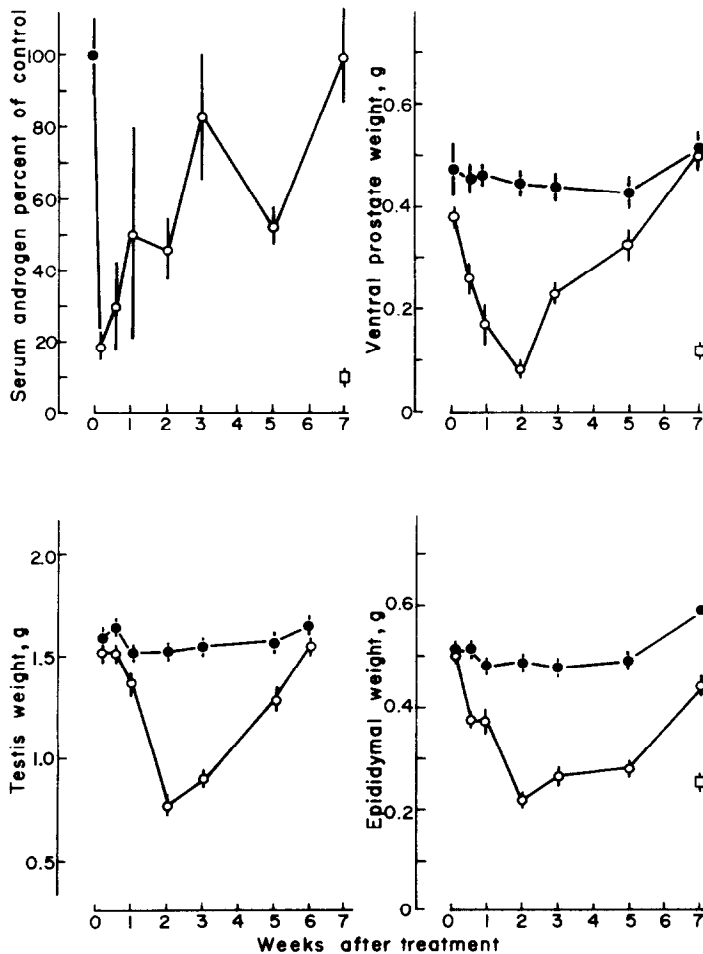 Serum androgen percent of control
100
80
60
40
20
0
0 1 2 3 4 5 6 7
Ventral prostate weight, g
0.6
0.4
0.2
0
0 1 2 3 4 5 6 7
Testis weight, g
2.0
1.5
1.0
0.5
0 1 2 3 4 5 6 7
Epididymal weight, g
0.6
0.4
0.2
0
0 1 2 3 4 5 6 7
Weeks after treatment